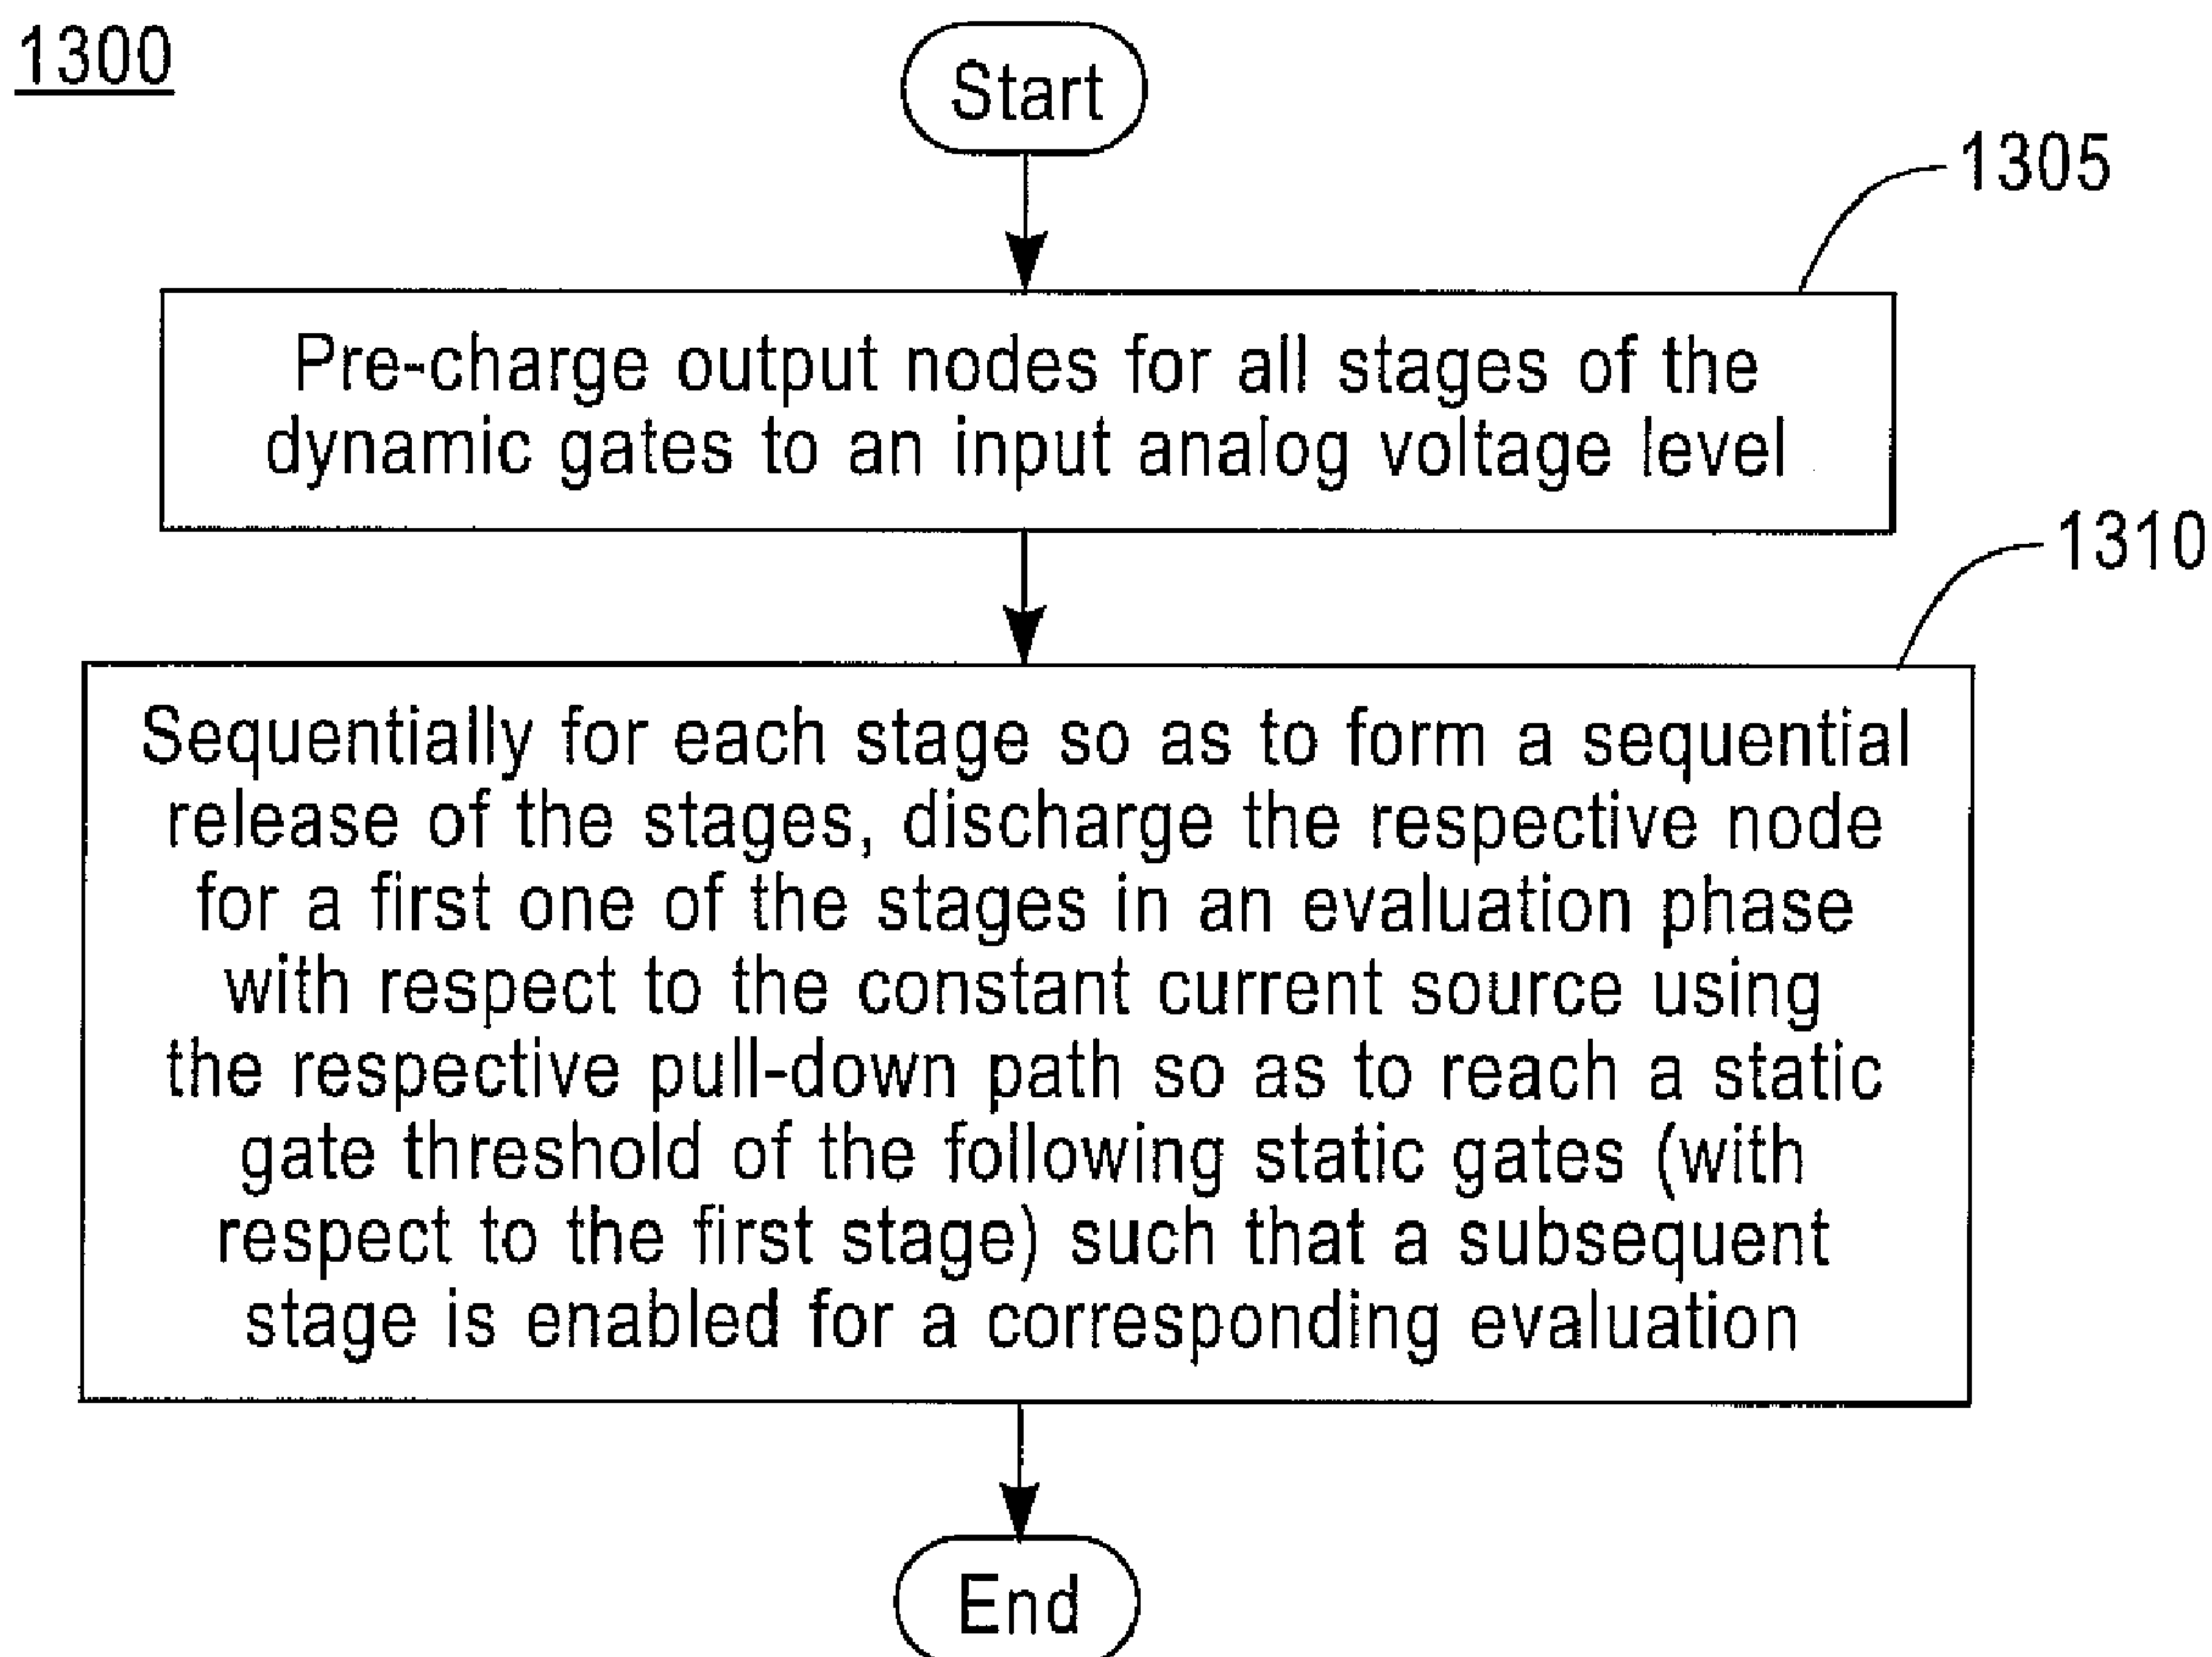 1300
Start
1305
Pre-charge output nodes for all stages of the
dynamic gates to an input analog voltage level
1310
Sequentially for each stage so as to form a sequential
release of the stages, discharge the respective node
for a first one of the stages in an evaluation phase
with respect to the constant current source using
the respective pull-down path so as to reach a static
gate threshold of the following static gates (with
respect to the first stage) such that a subsequent
stage is enabled for a corresponding evaluation
End